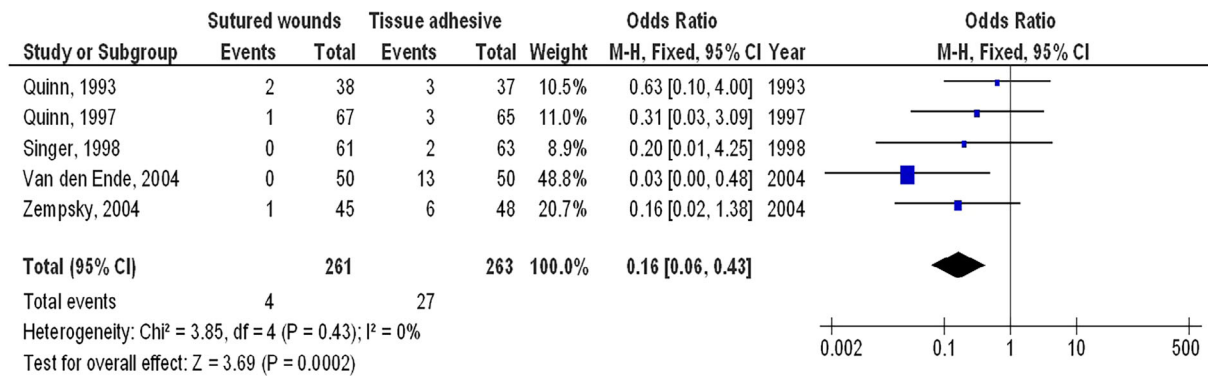 Sutured wounds Tissue adhesive Odds Ratio Odds Ratio
Study or Subgroup Events Total Events Total Weight M-H, Fixed, 95% CI Year M-H, Fixed, 95% CI
Quinn, 1993 2 38 3 37 10.5% 0.63 [0.10, 4.00] 1993
Quinn, 1997 1 67 3 65 11.0% 0.31 [0.03, 3.09] 1997
Singer, 1998 0 61 2 63 8.9% 0.20 [0.01, 4.25] 1998
Van den Ende, 2004 0 50 13 50 48.8% 0.03 [0.00, 0.48] 2004
Zempsky, 2004 1 45 6 48 20.7% 0.16 [0.02, 1.38] 2004
Total (95% CI) 261 263 100.0% 0.16 [0.06, 0.43]
Total events 4 27
Heterogeneity: Chi² = 3.85, df = 4 (P = 0.43); I² = 0%
Test for overall effect: Z = 3.69 (P = 0.0002)
0.002 0.1 1 10 500